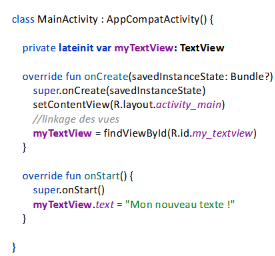 class MainActivity : AppCompatActivity() {
private lateinit var myTextView: TextView
override fun onCreate(savedInstanceState: Bundle?)
super.onCreate(savedInstanceState)
setContentView(R.layout.activity_main)
//linkage des vues
myTextView = findViewById(R.id.my_textview)
}
override fun onStart() {
super.onStart()
myTextView.text = "Mon nouveau texte !"
}
}